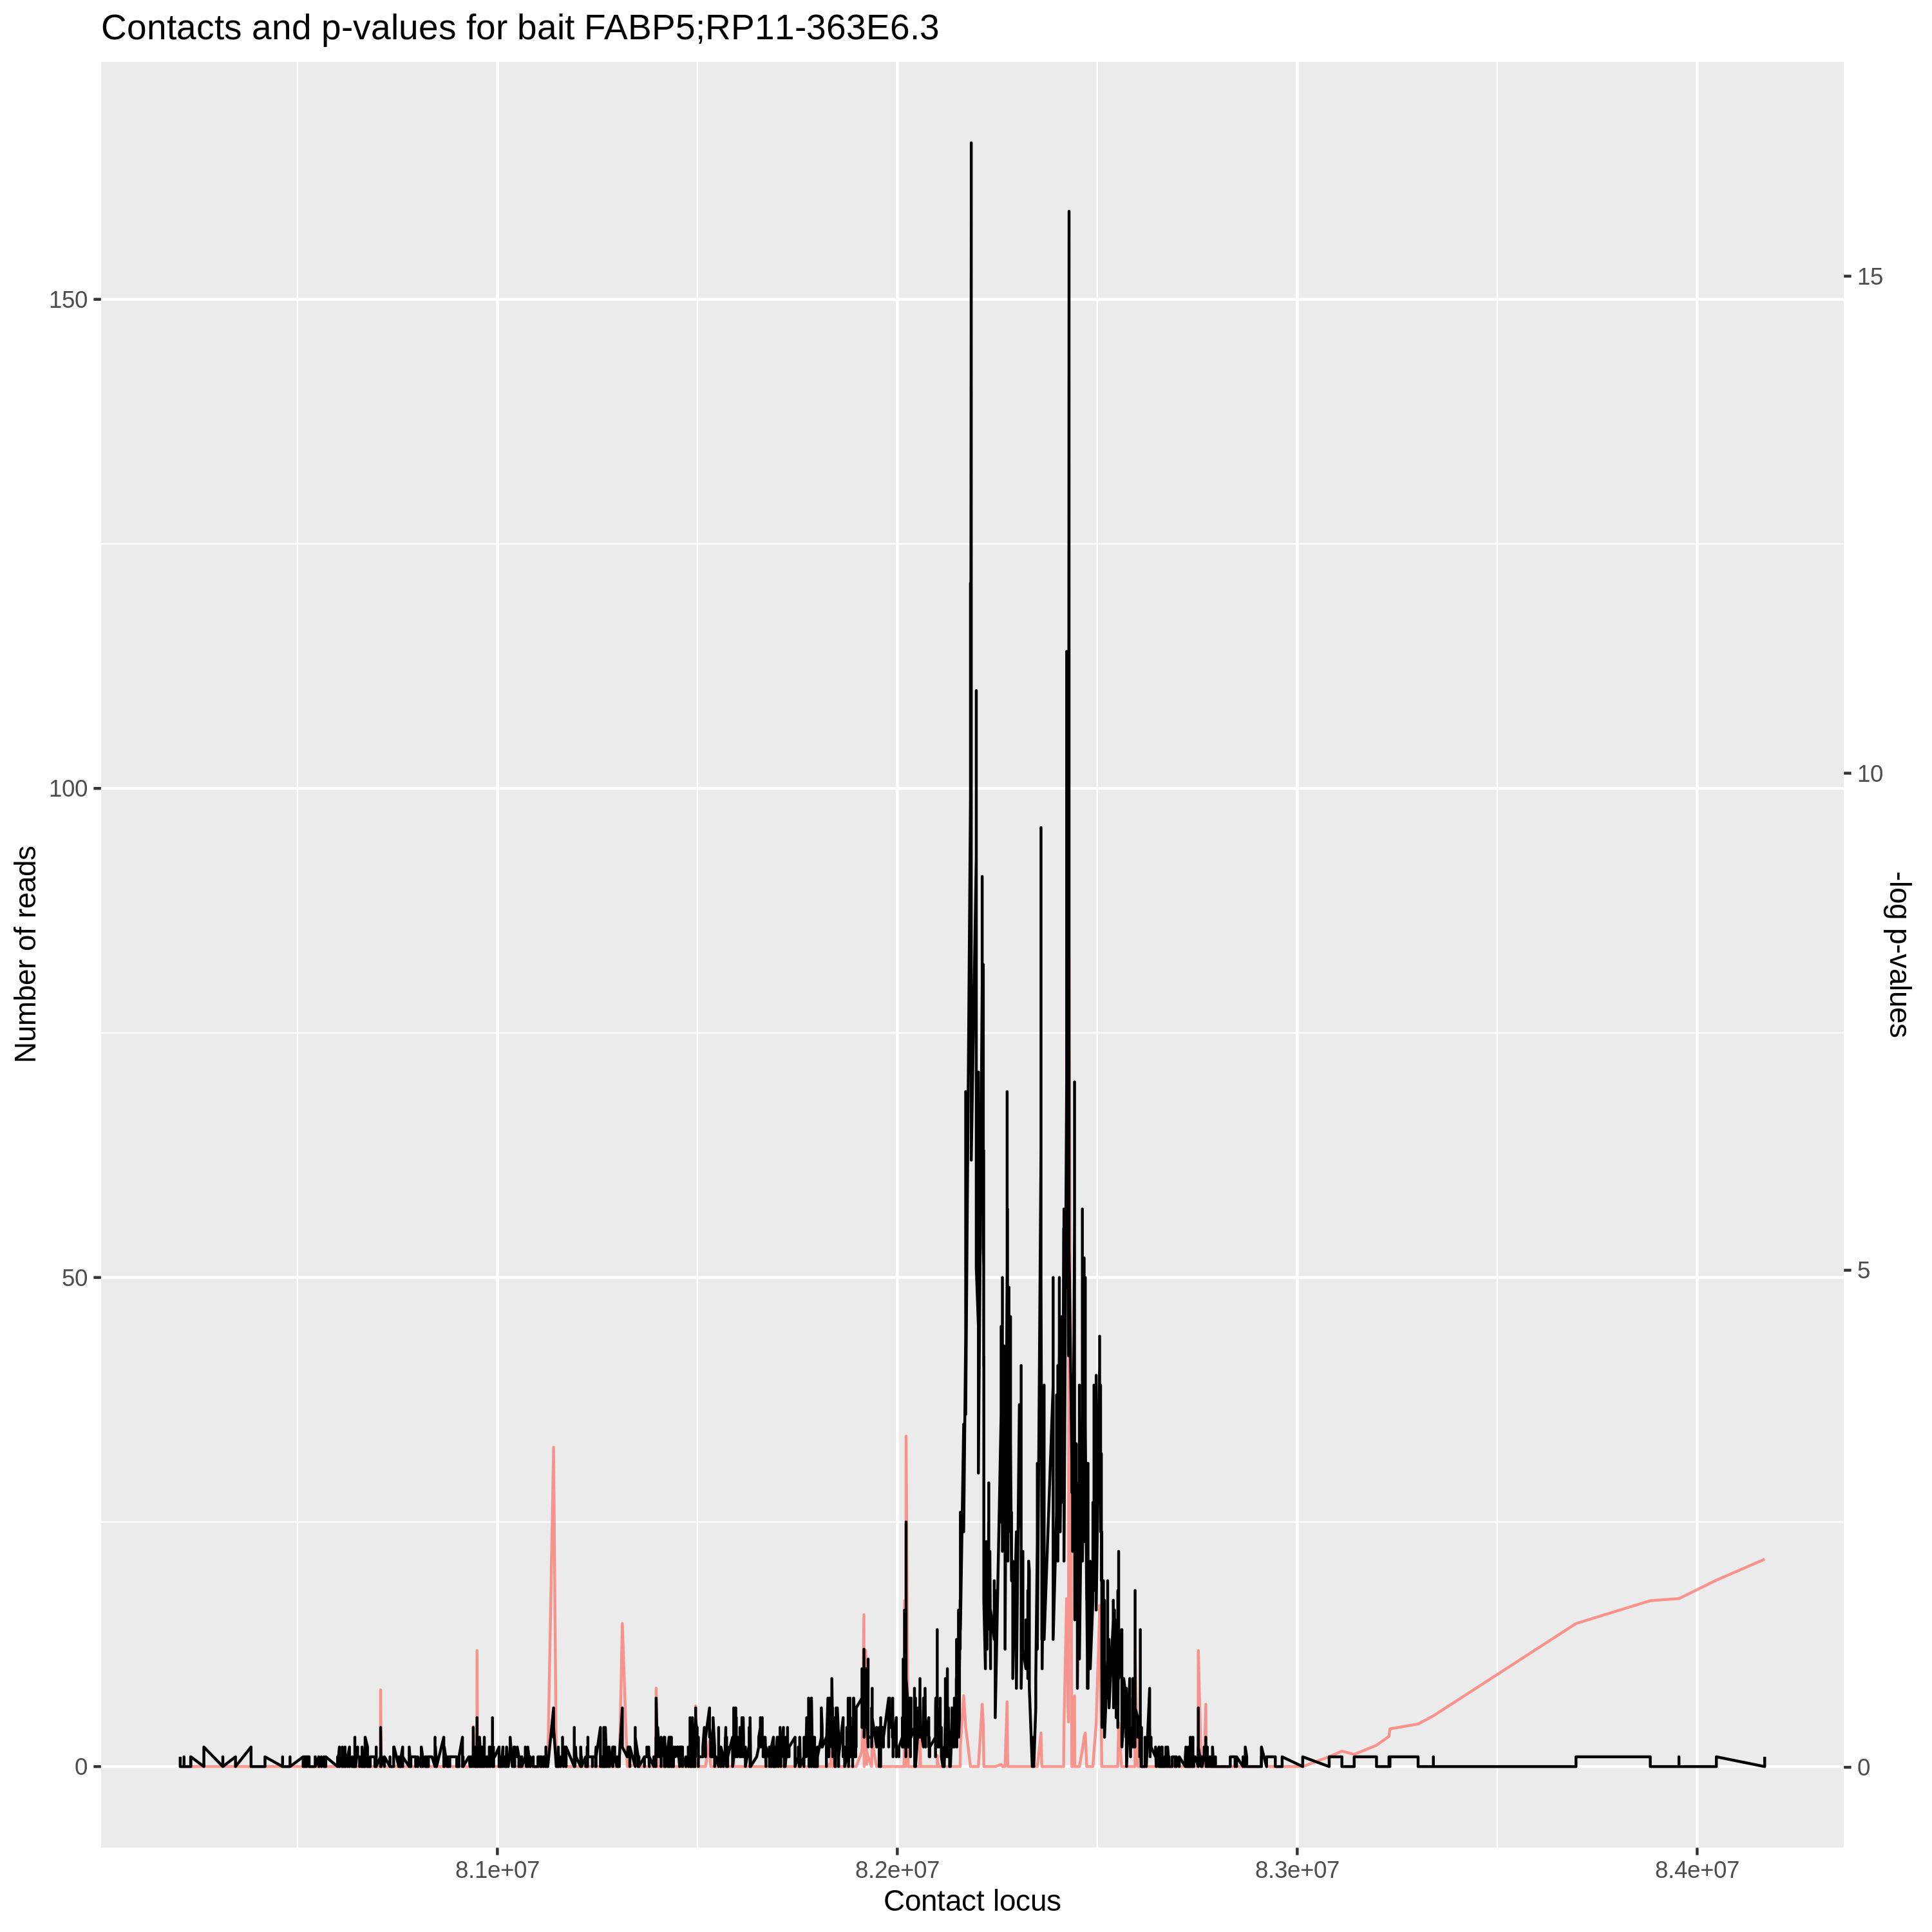 Contacts and p-values for bait FABP5;RP11-363E6.3
150
100
50
0
Number of reads
15
10
5
0
-log p-values
8.1e+07
8.2e+07
8.3e+07
8.4e+07
Contact locus